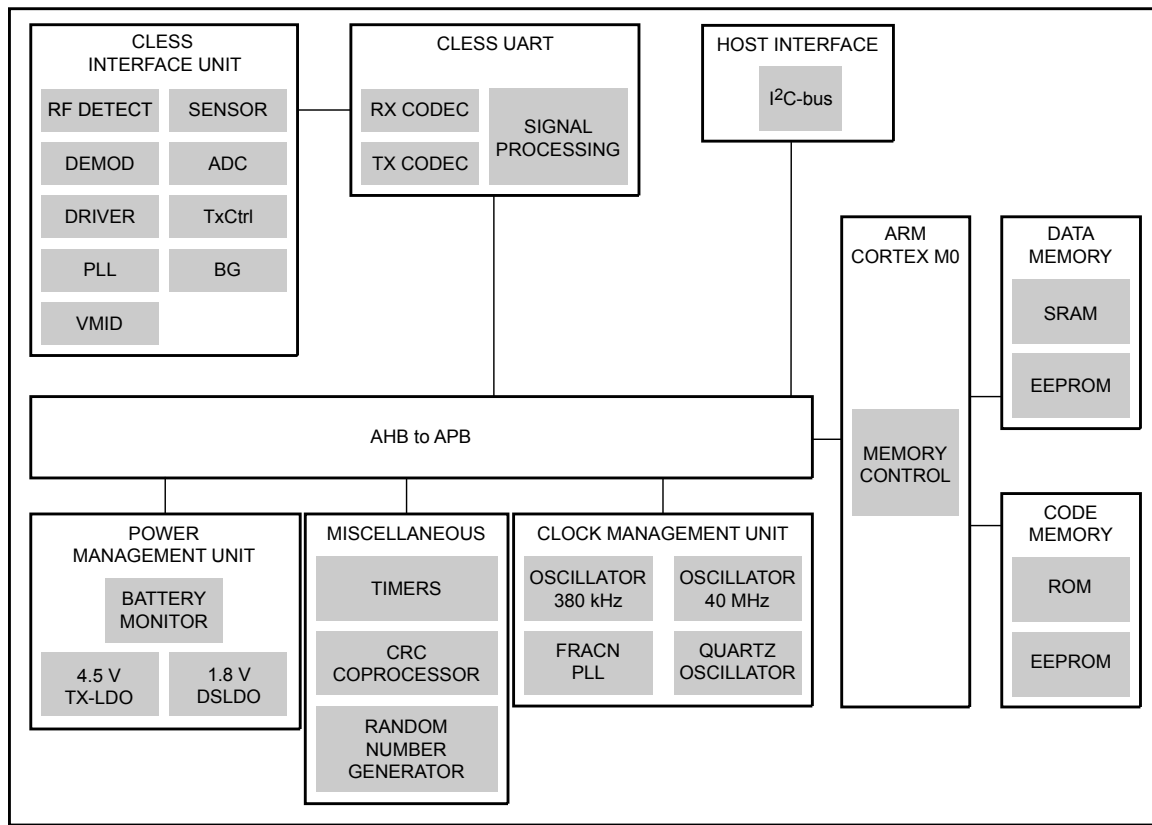 CLESS
INTERFACE UNIT
RF DETECT
SENSOR
DEMOD
ADC
DRIVER
TxCtrl
PLL
BG
VMID
CLESS UART
RX CODEC
TX CODEC
SIGNAL
PROCESSING
HOST INTERFACE
I²C-bus
AHB to APB
ARM
CORTEX M0
MEMORY
CONTROL
DATA
MEMORY
SRAM
EEPROM
CODE
MEMORY
ROM
EEPROM
POWER
MANAGEMENT UNIT
BATTERY
MONITOR
4.5 V
TX-LDO
1.8 V
DSLDO
MISCELLANEOUS
TIMERS
CRC
COPROCESSOR
RANDOM
NUMBER
GENERATOR
CLOCK MANAGEMENT UNIT
OSCILLATOR
380 kHz
OSCILLATOR
40 MHz
FRACN
PLL
QUARTZ
OSCILLATOR